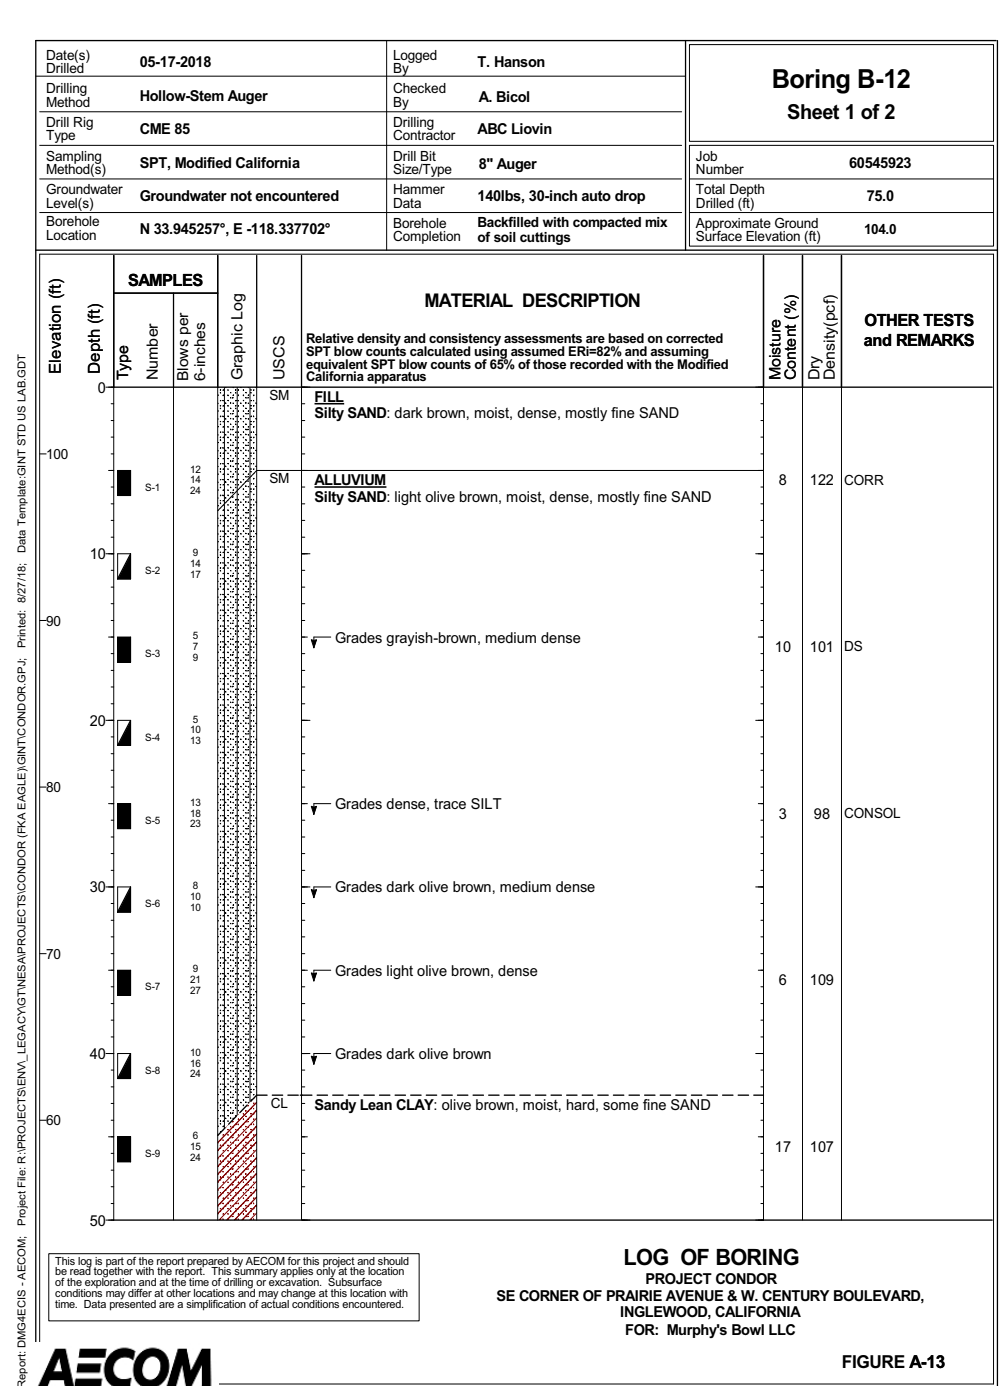 Date(s)
Drilled
05-17-2018
Logged
By
T. Hanson
Drilling
Method
Hollow-Stem Auger
Checked
By
A. Bicol
Drill Rig
Type
CME 85
Drilling
Contractor
ABC Liovin
Sampling
Method(s)
SPT, Modified California
Drill Bit
Size/Type
8" Auger
Groundwater
Level(s)
Groundwater not encountered
Hammer
Data
140lbs, 30-inch auto drop
Borehole
Location
N 33.945257°, E -118.337702°
Borehole
Completion
Backfilled with compacted mix
of soil cuttings
Boring B-12
Sheet 1 of 2
Job
Number
60545923
Total Depth
Drilled (ft)
75.0
Approximate Ground
Surface Elevation (ft)
104.0
Elevation (ft)
Depth (ft)
SAMPLES
Type
Number
Blows per
6-inches
Graphic Log
USCS
MATERIAL DESCRIPTION
Relative density and consistency assessments are based on corrected
SPT blow counts calculated using assumed ERi=82% and assuming
equivalent SPT blow counts of 65% of those recorded with the Modified
California apparatus
Moisture
Content (%)
Dry
Density(pcf)
OTHER TESTS
and REMARKS
0
SM
FILL
Silty SAND: dark brown, moist, dense, mostly fine SAND
100
S-1
12
14
24
SM
ALLUVIUM
Silty SAND: light olive brown, moist, dense, mostly fine SAND
8
122
CORR
10
S-2
9
14
17
90
S-3
5
7
9
Grades grayish-brown, medium dense
10
101
DS
20
S-4
5
10
13
80
S-5
13
18
23
Grades dense, trace SILT
3
98
CONSOL
30
S-6
8
10
10
Grades dark olive brown, medium dense
70
S-7
9
21
27
Grades light olive brown, dense
6
109
40
S-8
10
16
24
Grades dark olive brown
60
CL
Sandy Lean CLAY: olive brown, moist, hard, some fine SAND
S-9
6
15
24
17
107
50
This log is part of the report prepared by AECOM for this project and should
be read together with the report. This summary applies only at the location
of the exploration and at the time of drilling or excavation. Subsurface
conditions may differ at other locations and may change at this location with
time. Data presented are a simplification of actual conditions encountered.
LOG OF BORING
PROJECT CONDOR
SE CORNER OF PRAIRIE AVENUE & W. CENTURY BOULEVARD,
INGLEWOOD, CALIFORNIA
FOR: Murphy's Bowl LLC
AECOM
FIGURE A-13
Report: DMG4ECIS - AECOM; Project File: R:\PROJECTS\ENV\_LEGACY\GT\NESA\PROJECTS\CONDOR (FKA EAGLE)\GINT\CONDOR.GPJ; Printed: 8/27/18; Data Template:GINT STD US LAB.GDT